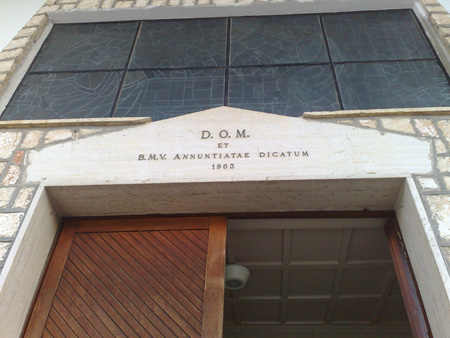 D. O. M.
ET
B.M.V. ANNUNTIATAE DICATUM
1963